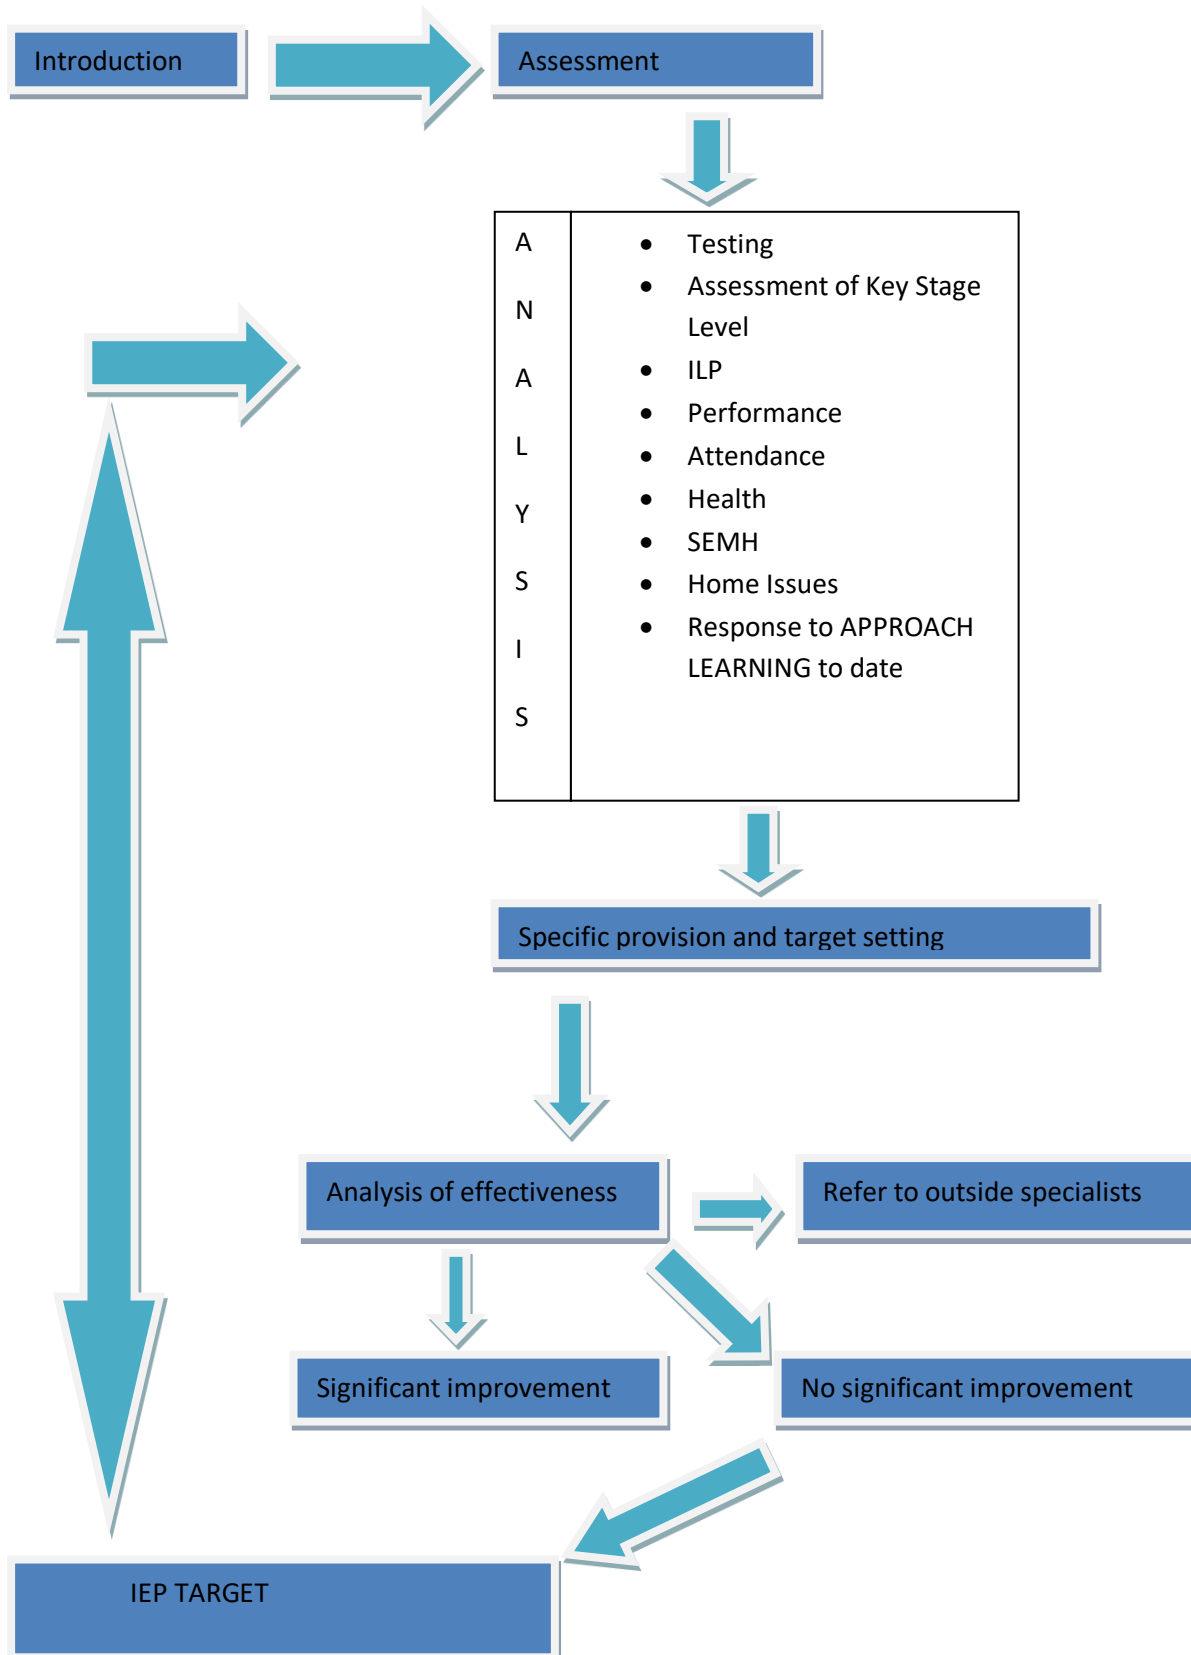 Introduction
Assessment
A
N
A
L
Y
S
I
S
• Testing
• Assessment of Key Stage
Level
• ILP
• Performance
• Attendance
• Health
• SEMH
• Home Issues
• Response to APPROACH
LEARNING to date
Specific provision and target setting
Analysis of effectiveness
Refer to outside specialists
Significant improvement
No significant improvement
IEP TARGET